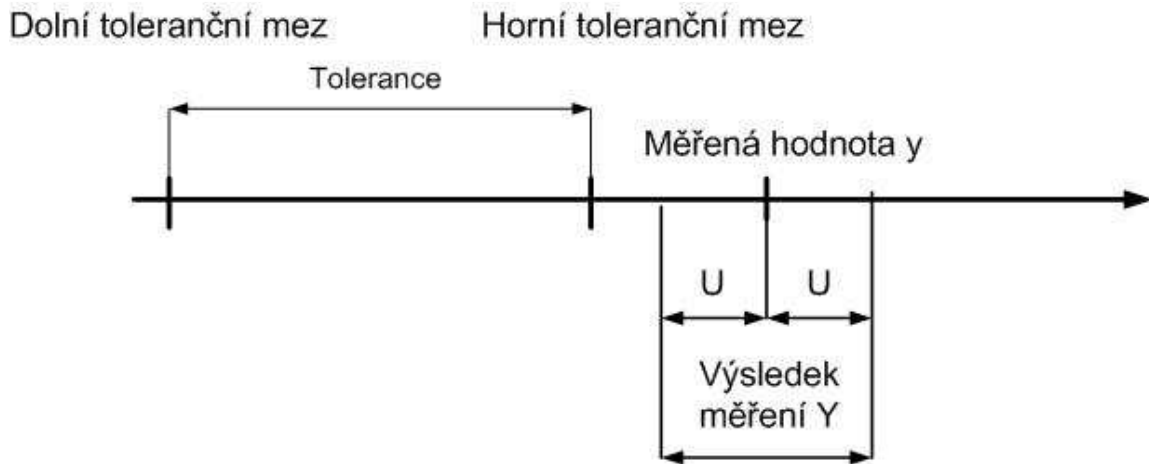 Dolní toleranční mez
Horní toleranční mez
Tolerance
Měřená hodnota y
U
U
Výsledek
měření Y